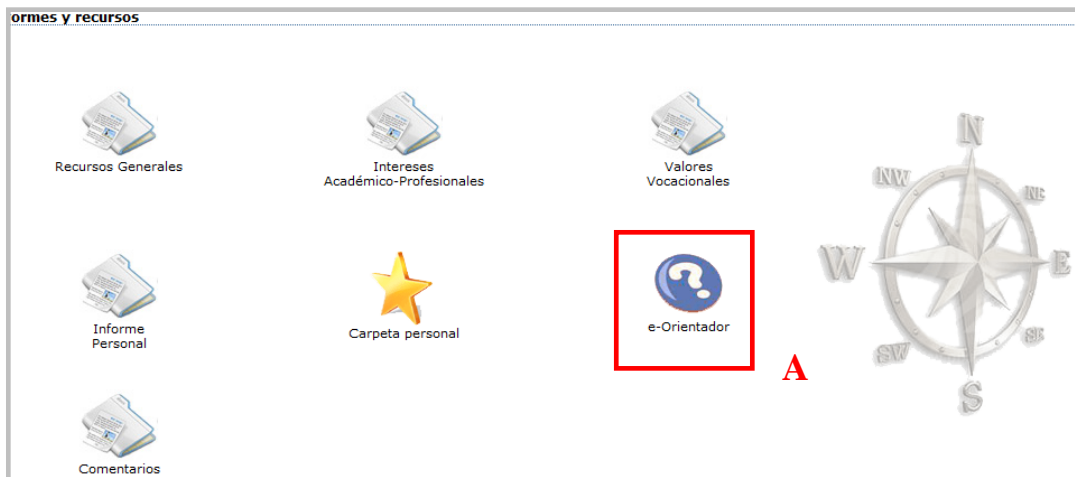 ormes y recursos
Recursos Generales
Intereses
Académico-Profesionales
Valores
Vocacionales
Informe
Personal
Carpeta personal
e-Orientador
A
Comentarios
N
NW
NE
W
E
SW
SE
S